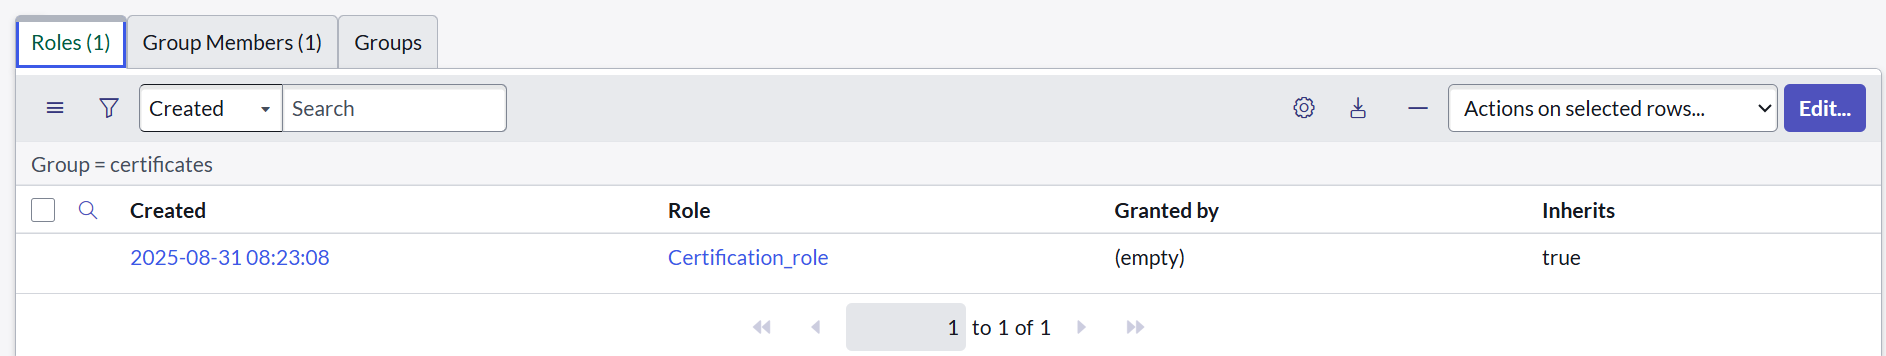 Roles (1) Group Members (1) Groups
Created Search Actions on selected rows... Edit...
Group = certificates
Created Role Granted by Inherits
2025-08-31 08:23:08 Certification_role (empty) true
1 to 1 of 1